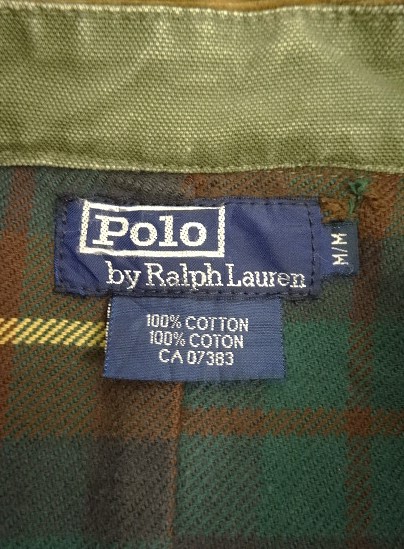 Polo
by Ralph Lauren
M/M
100% COTTON
100% COTON
CA 07383